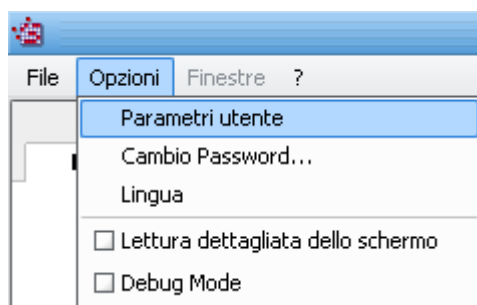 File Opzioni Finestre ?
Parametri utente
Cambio Password...
Lingua
Lettura dettagliata dello schermo
Debug Mode